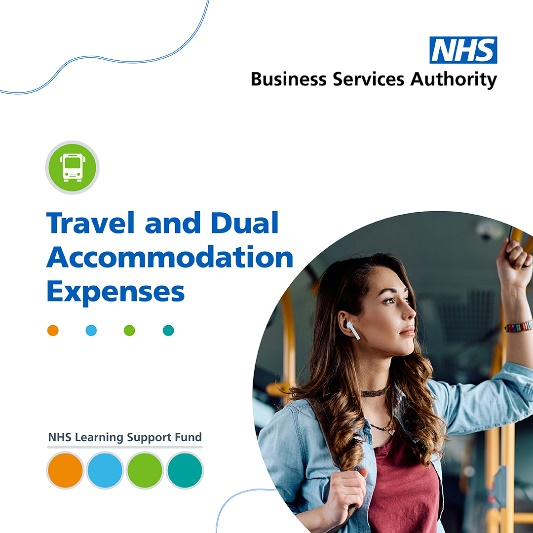 NHS
Business Services Authority
Travel and Dual
Accommodation
Expenses
NHS Learning Support Fund